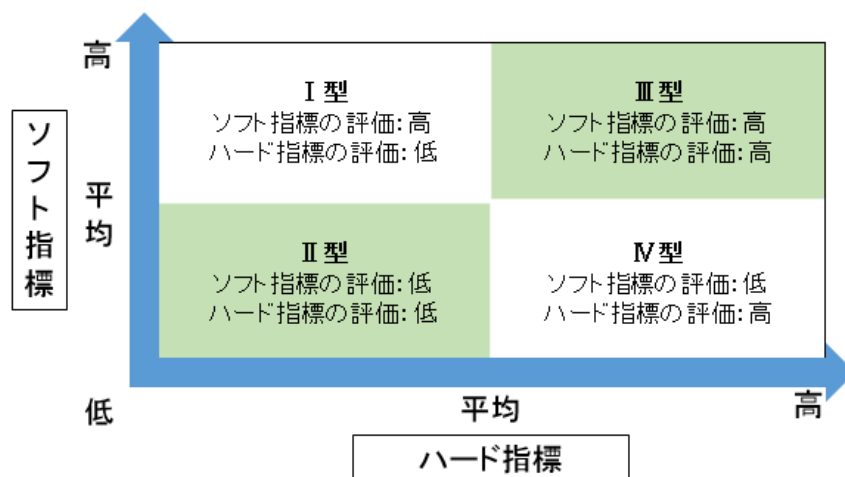 高
ソフト指標
平均
低
Ⅰ型
ソフト指標の評価:高
ハード指標の評価:低
Ⅲ型
ソフト指標の評価:高
ハード指標の評価:高
Ⅱ型
ソフト指標の評価:低
ハード指標の評価:低
Ⅳ型
ソフト指標の評価:低
ハード指標の評価:高
平均
高
ハード指標